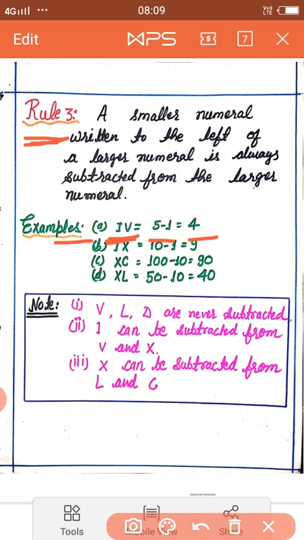 4G 08:09
Edit WPS 7
Rule 3: A smaller numeral
written to the left of
a larger numeral is always
subtracted from the larger
numeral.
Examples: (a) IV = 5-1 = 4
(b) IX = 10-1 = 9
(c) XC = 100-10 = 90
(d) XL = 50-10 = 40
Note: (i) V, L, D are never subtracted.
(ii) I can be subtracted from
V and X.
(iii) X can be subtracted from
L and C
Tools Mobile View Share